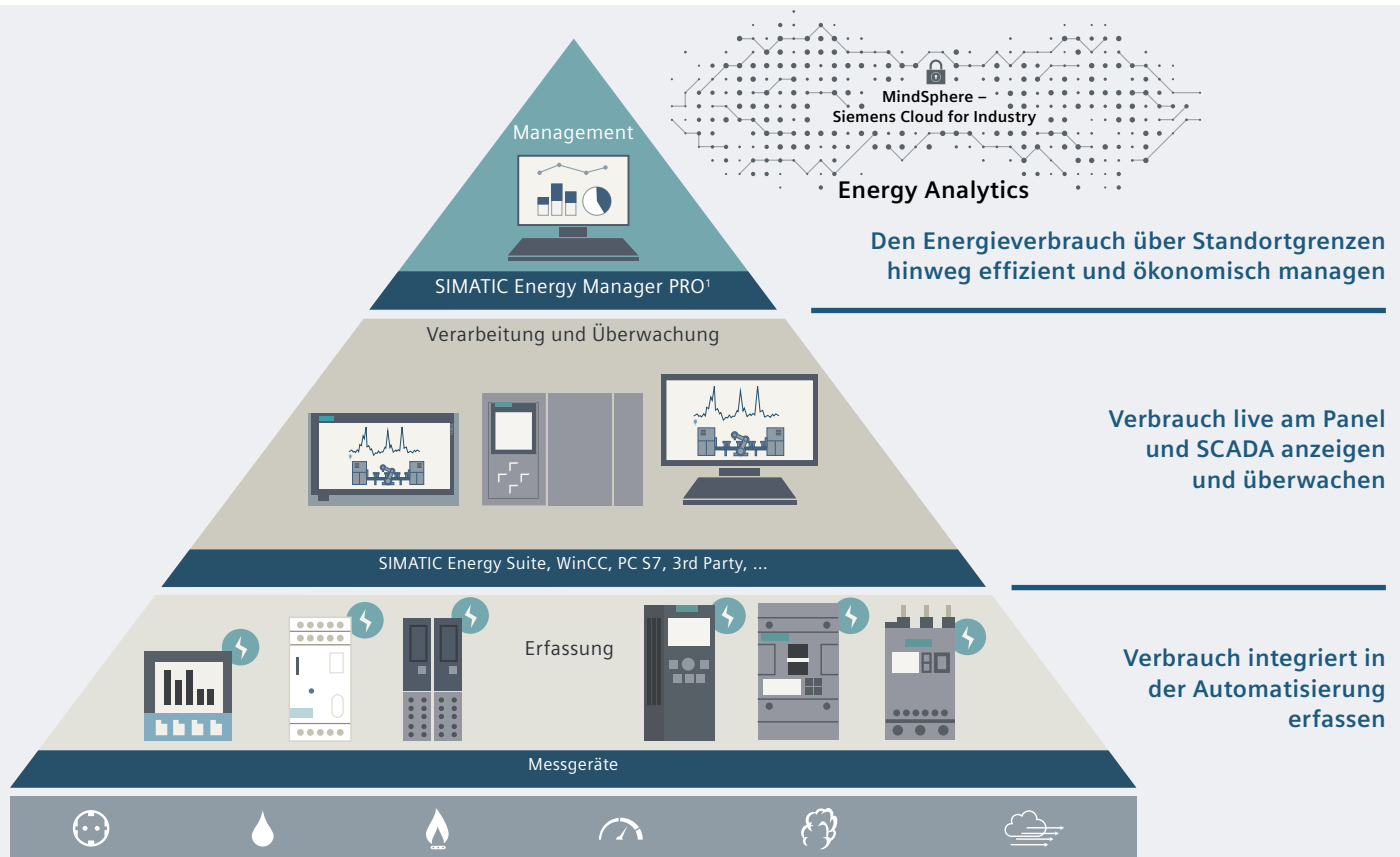 MindSphere –
Siemens Cloud for Industry
Energy Analytics
Management
SIMATIC Energy Manager PRO¹
Den Energieverbrauch über Standortgrenzen
hinweg effizient und ökonomisch managen
Verarbeitung und Überwachung
Verbrauch live am Panel
und SCADA anzeigen
und überwachen
SIMATIC Energy Suite, WinCC, PC S7, 3rd Party, ...
Erfassung
Verbrauch integriert in
der Automatisierung
erfassen
Messgeräte